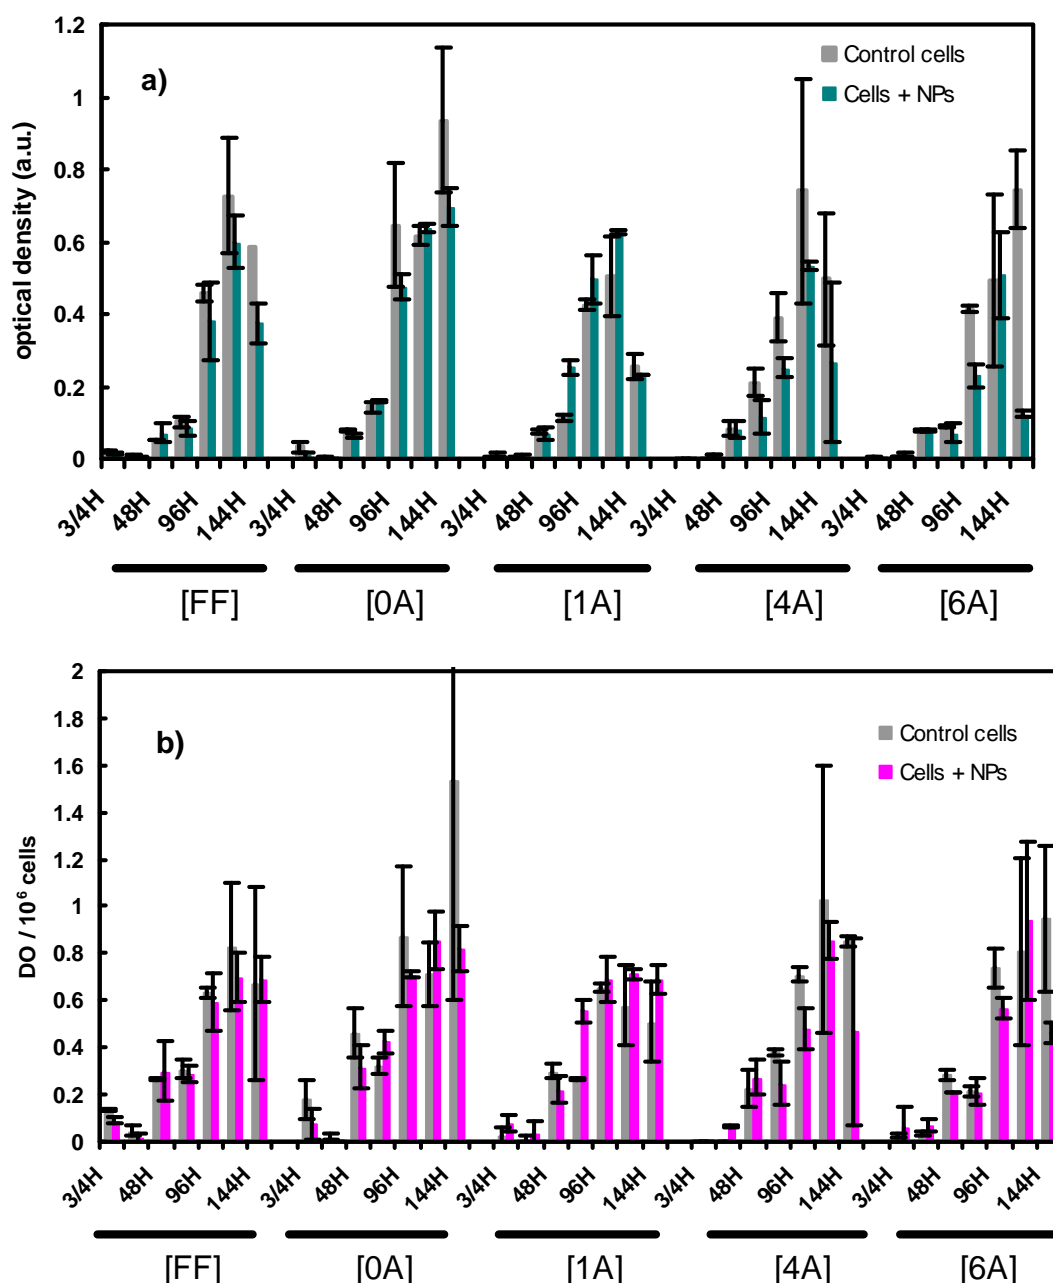 1.2
a)
Control cells
Cells + NPs
1
0.8
0.6
0.4
0.2
0
optical density (a.u.)
3/4H 48H 96H 144H 3/4H 48H 96H 144H 3/4H 48H 96H 144H 3/4H 48H 96H 144H 3/4H 48H 96H 144H
[FF] [0A] [1A] [4A] [6A]
2
b)
Control cells
Cells + NPs
1.8
1.6
1.4
1.2
1
0.8
0.6
0.4
0.2
0
DO / 10⁶ cells
3/4H 48H 96H 144H 3/4H 48H 96H 144H 3/4H 48H 96H 144H 3/4H 48H 96H 144H 3/4H 48H 96H 144H
[FF] [0A] [1A] [4A] [6A]